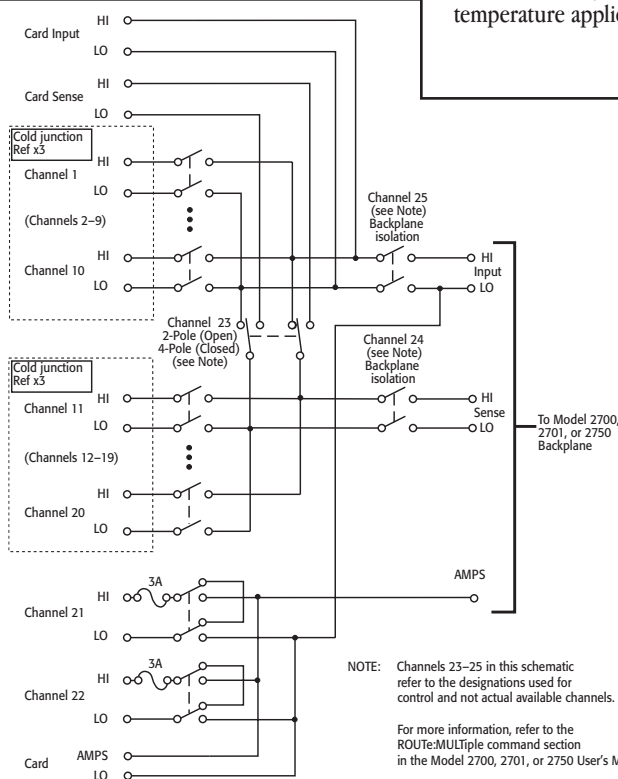 temperature applic
HI
Card Input
LO
HI
Card Sense
LO
Cold junction
Ref x3
HI
Channel 1
LO
(Channels 2–9)
HI
Channel 10
LO
Channel 25
(see Note)
Backplane
isolation
HI
Input
LO
Channel 23
2-Pole (Open)
4-Pole (Closed)
(see Note)
Channel 24
(see Note)
Backplane
isolation
Cold junction
Ref x3
HI
Channel 11
LO
(Channels 12–19)
HI
Channel 20
LO
HI
Sense
LO
To Model 2700,
2701, or 2750
Backplane
AMPS
3A
HI
Channel 21
LO
3A
HI
Channel 22
LO
AMPS
Card
LO
NOTE: Channels 23–25 in this schematic
refer to the designations used for
control and not actual available channels.
For more information, refer to the
ROUTe:MULTiple command section
in the Model 2700, 2701, or 2750 User's M